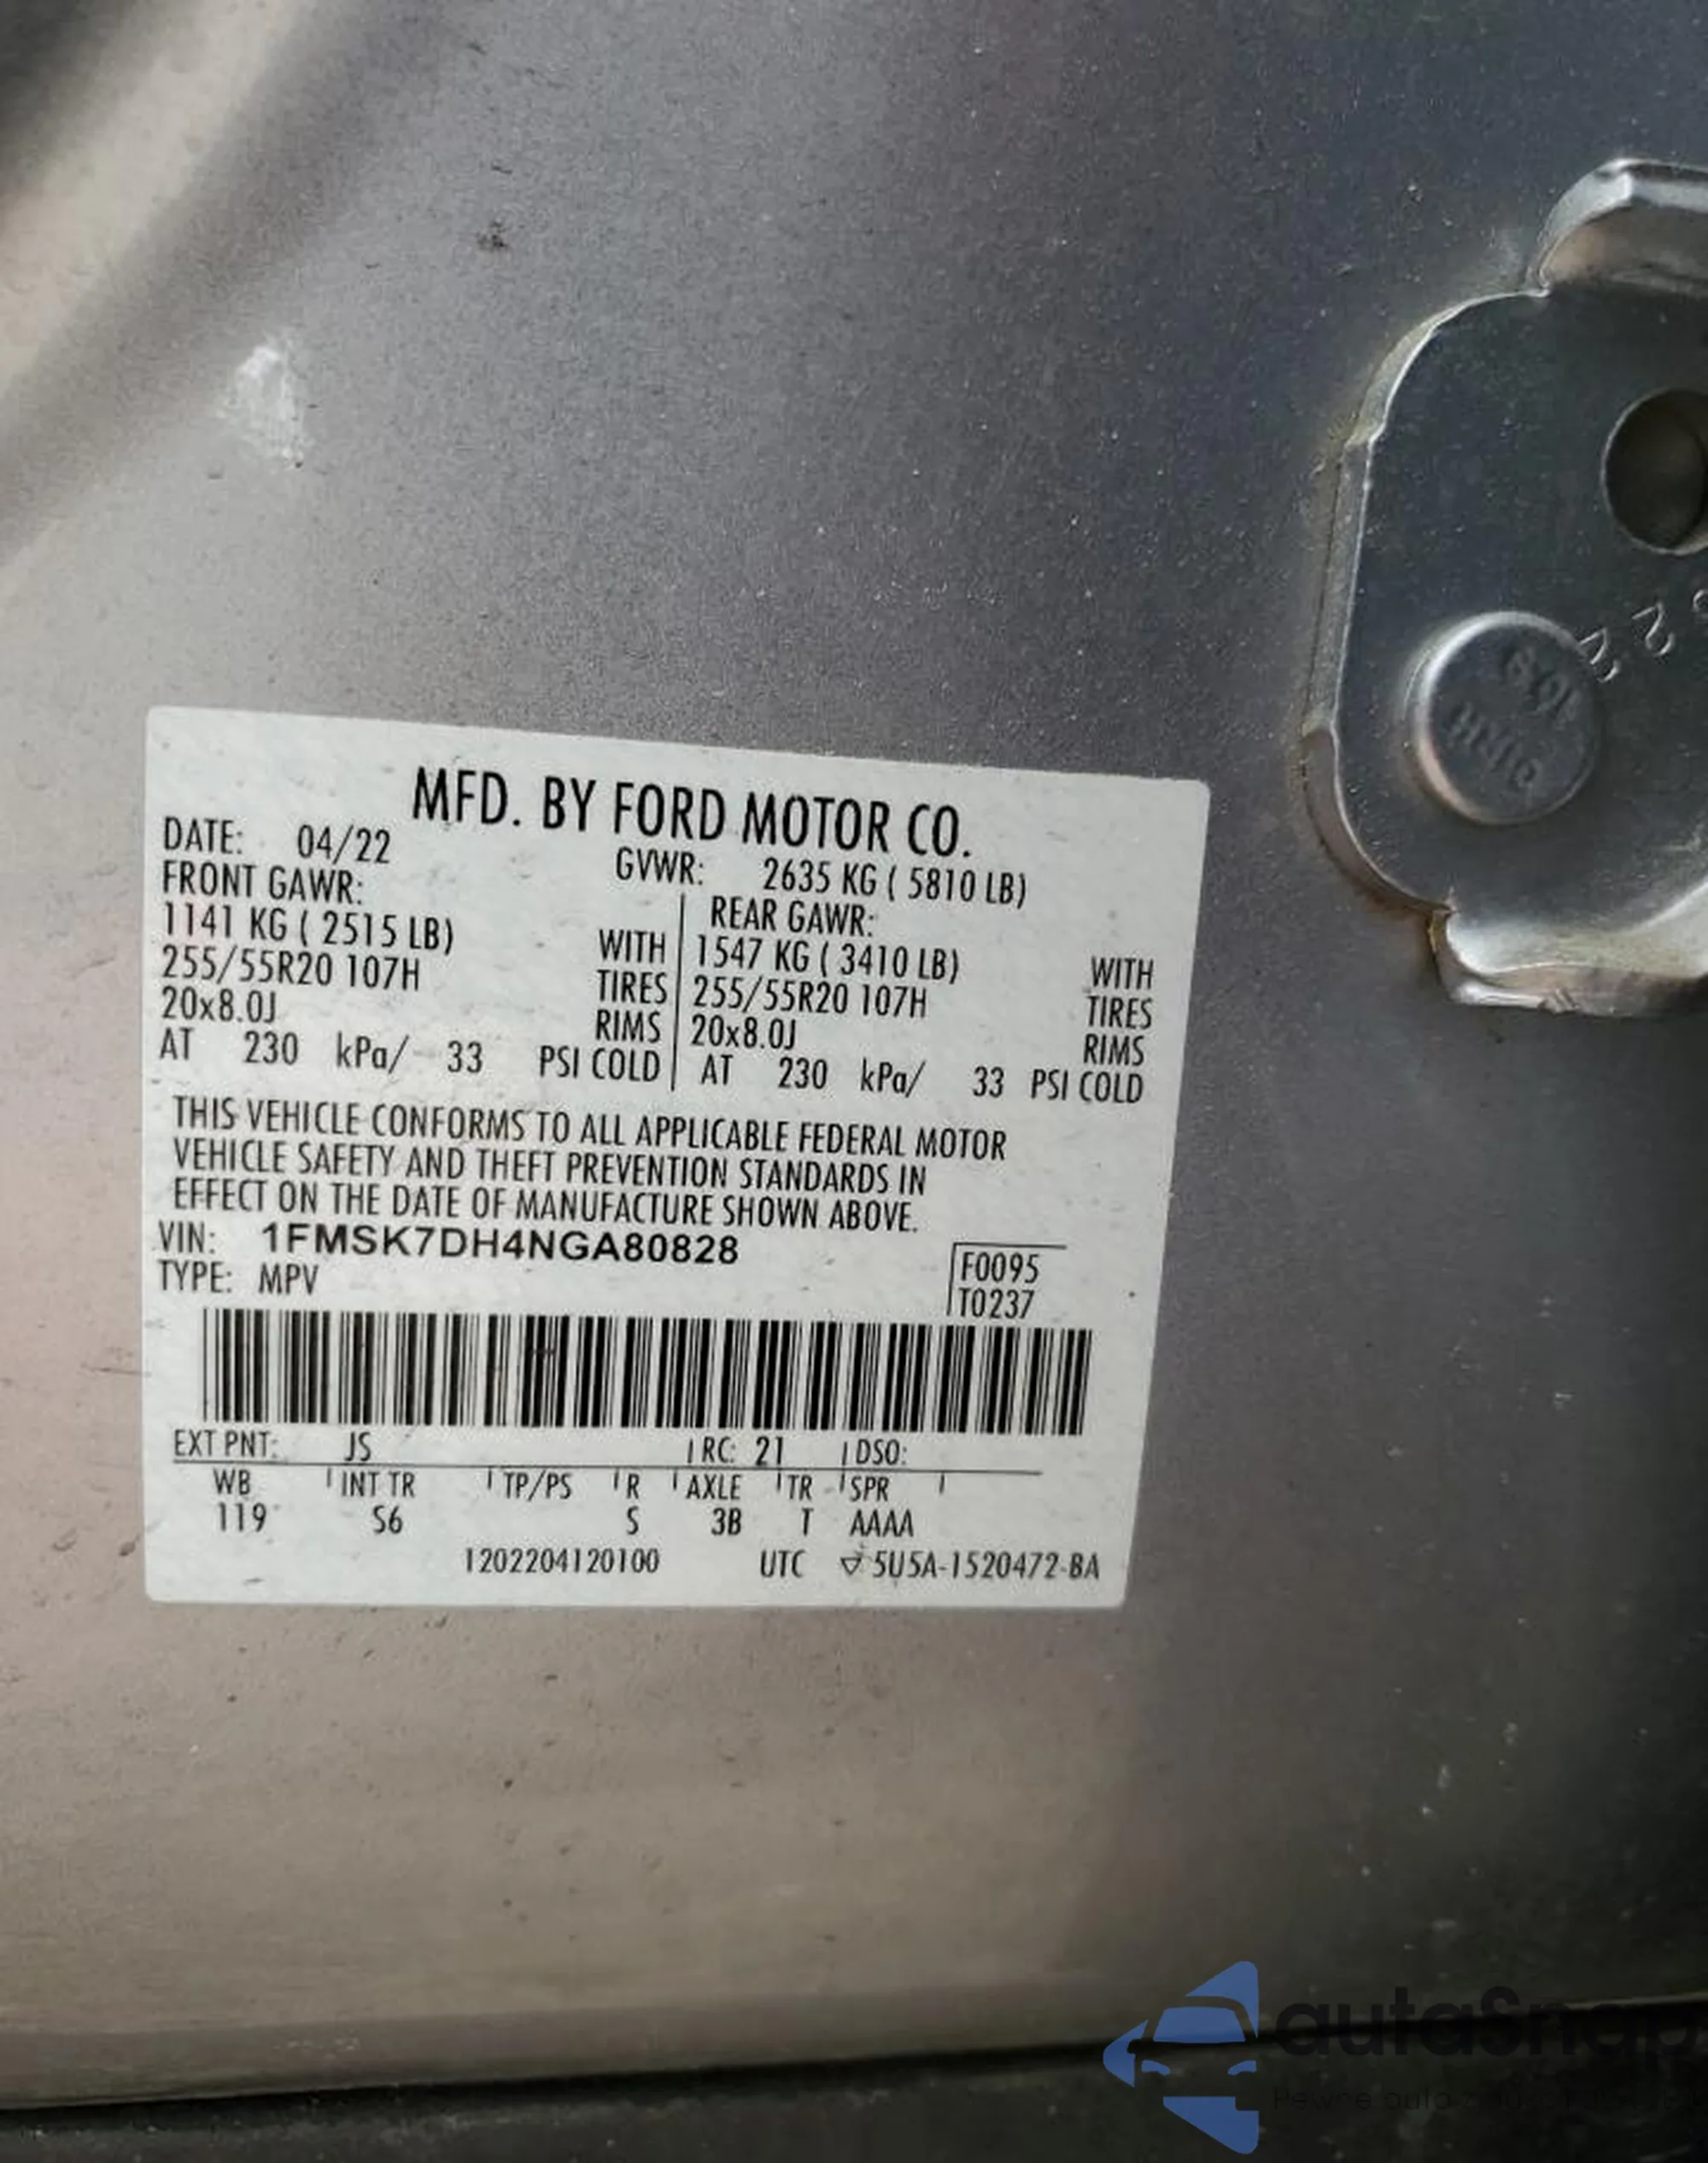 MFD. BY FORD MOTOR CO.
DATE: 04/22
GVWR: 2635 KG ( 5810 LB)
FRONT GAWR:
1141 KG ( 2515 LB) WITH
255/55R20 107H TIRES
20x8.0J RIMS
AT 230 kPa/ 33 PSI COLD
REAR GAWR:
1547 KG ( 3410 LB) WITH
255/55R20 107H TIRES
20x8.0J RIMS
AT 230 kPa/ 33 PSI COLD
THIS VEHICLE CONFORMS TO ALL APPLICABLE FEDERAL MOTOR
VEHICLE SAFETY AND THEFT PREVENTION STANDARDS IN
EFFECT ON THE DATE OF MANUFACTURE SHOWN ABOVE.
VIN: 1FMSK7DH4NGA80828
TYPE: MPV
F0095
T0237
EXT PNT: JS RC: 21 DSO:
WB INT TR TP/PS R AXLE TR SPR
119 S6 S 3B T AAAA
1202204120100 UTC 5U5A-1520472-BA
autaSnap